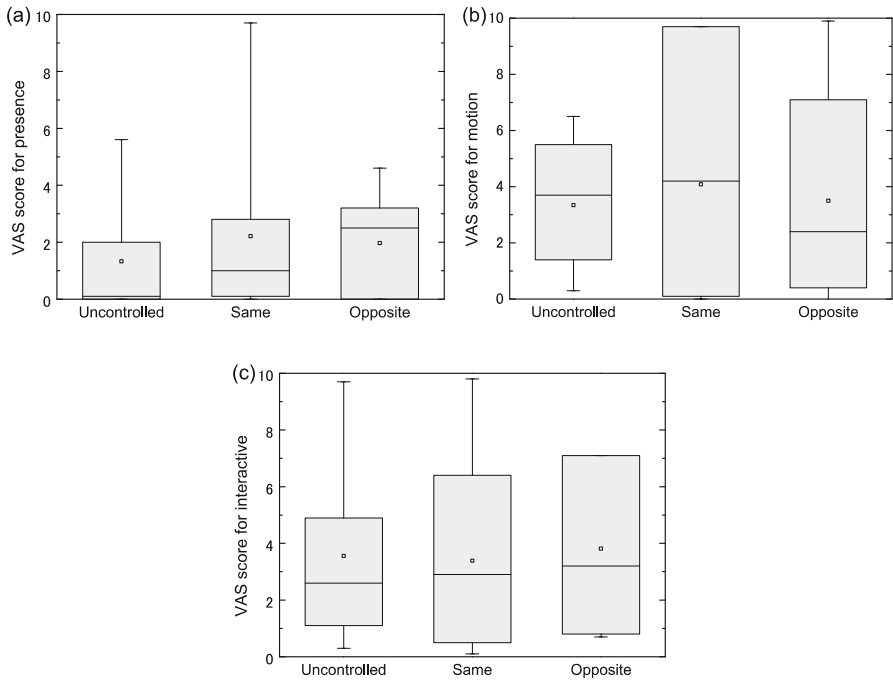 (a)
VAS score for presence
10
8
6
4
2
0
Uncontrolled Same Opposite
(b)
VAS score for motion
10
8
6
4
2
0
Uncontrolled Same Opposite
(c)
VAS score for interactive
10
8
6
4
2
0
Uncontrolled Same Opposite